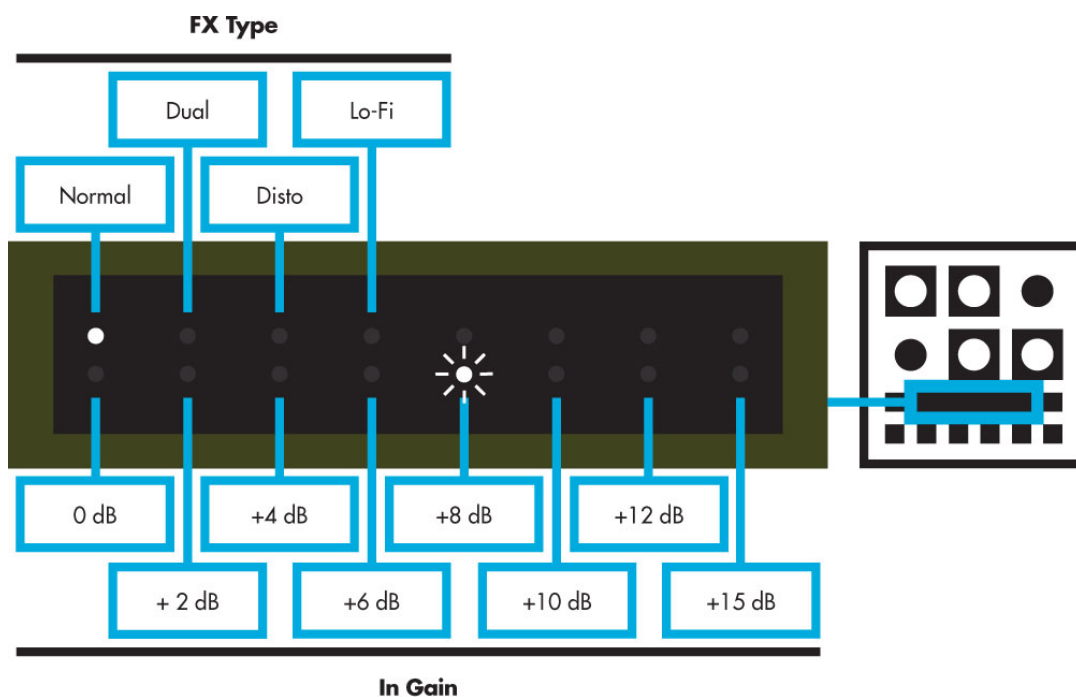 FX Type
Dual
Lo-Fi
Normal
Disto
0 dB
+4 dB
+8 dB
+12 dB
+ 2 dB
+6 dB
+10 dB
+15 dB
In Gain